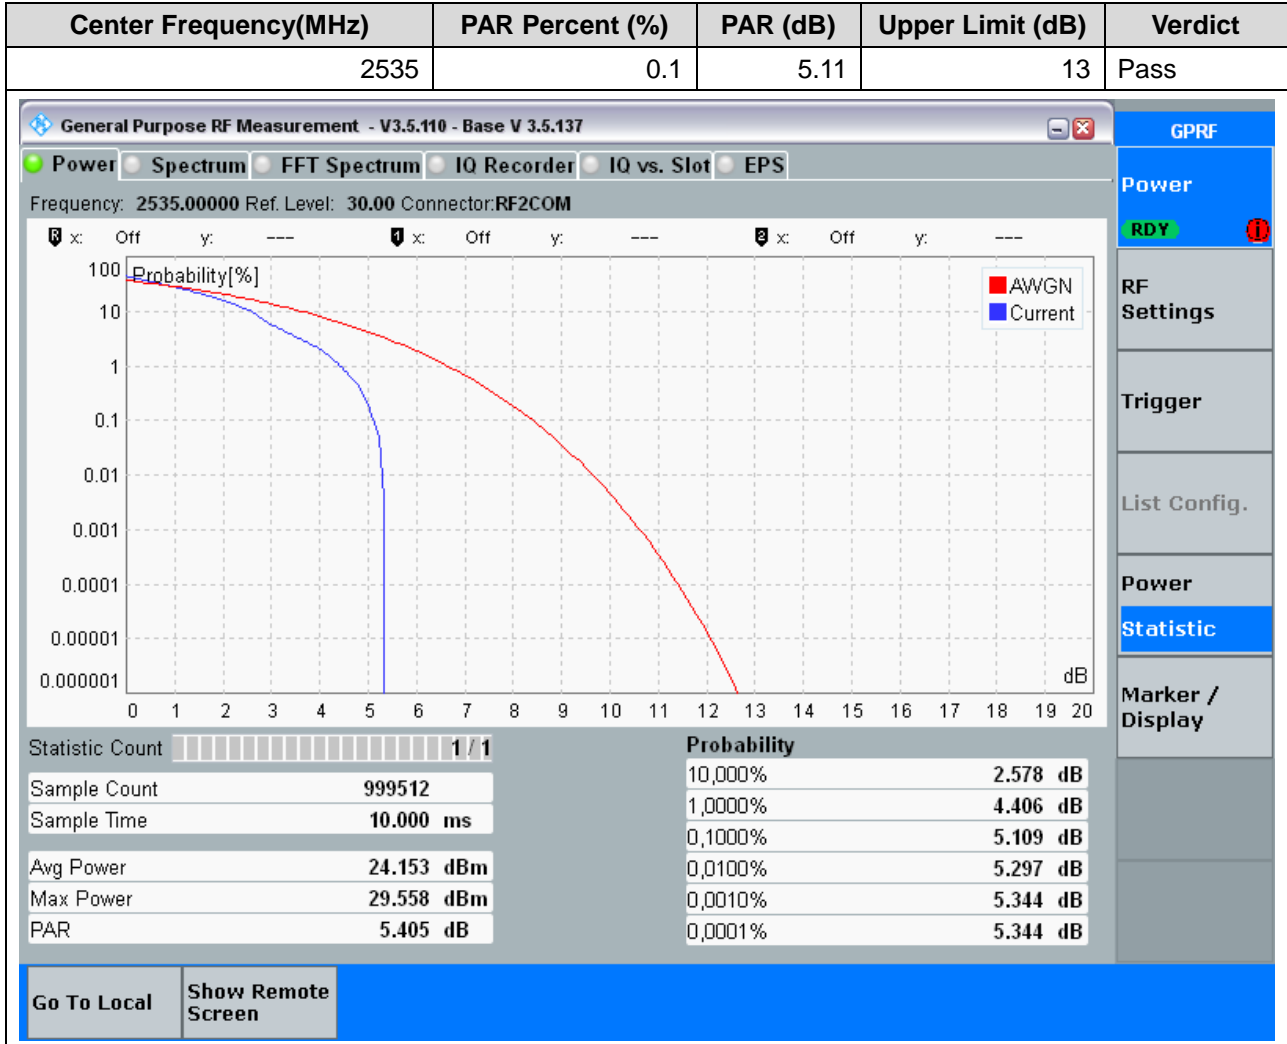 Center Frequency(MHz) PAR Percent (%) PAR (dB) Upper Limit (dB) Verdict
2535 0.1 5.11 13 Pass
General Purpose RF Measurement - V3.5.110 - Base V 3.5.137
GPRF
Power Spectrum FFT Spectrum IQ Recorder IQ vs. Slot EPS
Power
RDY
Frequency: 2535.00000 Ref. Level: 30.00 Connector:RF2COM
R x: Off y: --- 1 x: Off y: --- 2 x: Off y: ---
Probability[%]
AWGN
Current
100
10
1
0.1
0.01
0.001
0.0001
0.00001
0.000001
dB
0 1 2 3 4 5 6 7 8 9 10 11 12 13 14 15 16 17 18 19 20
RF
Settings
Trigger
List Config.
Power
Statistic
Marker /
Display
Statistic Count 1 / 1
Sample Count 999512
Sample Time 10.000 ms
Avg Power 24.153 dBm
Max Power 29.558 dBm
PAR 5.405 dB
Probability
10,000% 2.578 dB
1,0000% 4.406 dB
0,1000% 5.109 dB
0,0100% 5.297 dB
0,0010% 5.344 dB
0,0001% 5.344 dB
Go To Local
Show Remote
Screen